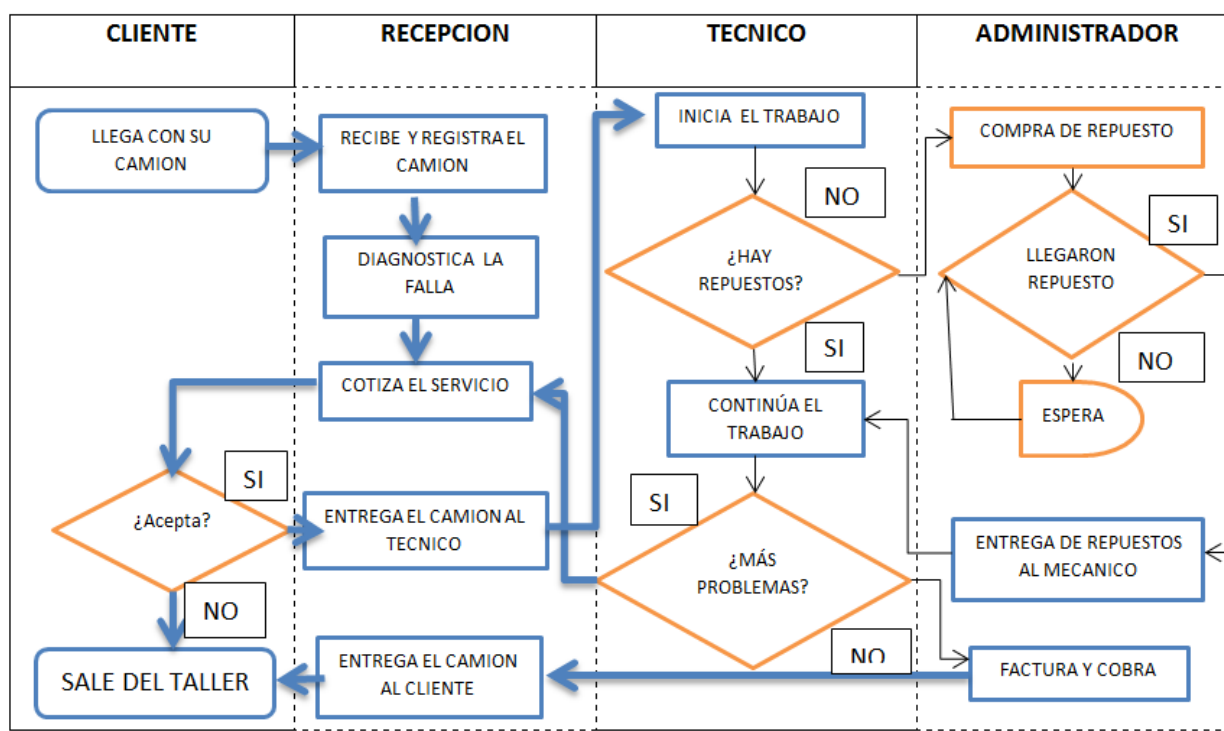 CLIENTE
RECEPCION
TECNICO
ADMINISTRADOR
LLEGA CON SU
CAMION
RECIBE Y REGISTRA EL
CAMION
INICIA EL TRABAJO
COMPRA DE REPUESTO
NO
SI
DIAGNOSTICA LA
FALLA
¿HAY
REPUESTOS?
LLEGARON
REPUESTO
SI
NO
COTIZA EL SERVICIO
CONTINÚA EL
TRABAJO
ESPERA
SI
SI
¿Acepta?
ENTREGA EL CAMION AL
TECNICO
¿MÁS
PROBLEMAS?
ENTREGA DE REPUESTOS
AL MECANICO
NO
NO
SALE DEL TALLER
ENTREGA EL CAMION
AL CLIENTE
FACTURA Y COBRA